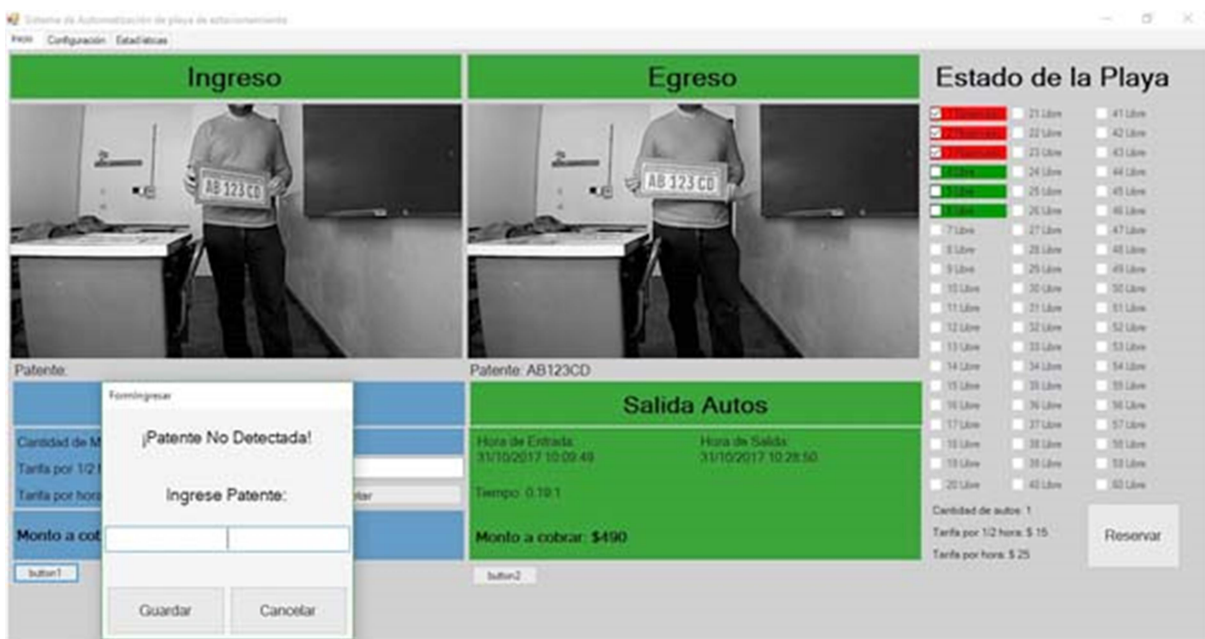 Sistema de Automatización de playa de estacionamiento
Inicio Configuración Estadísticas
Ingreso
AB 123 CD
Patente:
Egreso
AB 123 CD
Patente: AB123CD
Cantidad de M
Tarifa por 1/2 h
Tarifa por hora
Monto a cob
button1
FormIngresar
¡Patente No Detectada!
Ingrese Patente:
Guardar Cancelar
Salida Autos
Hora de Entrada: Hora de Salida:
31/10/2017 10:09:49 31/10/2017 10:28:50
Tiempo: 0:19:1
Monto a cobrar: $490
button2
Estado de la Playa
21 Libre 41 Libre
22 Libre 42 Libre
23 Libre 43 Libre
4 Libre 24 Libre 44 Libre
5 Libre 25 Libre 45 Libre
6 Libre 26 Libre 46 Libre
7 Libre 27 Libre 47 Libre
8 Libre 28 Libre 48 Libre
9 Libre 29 Libre 49 Libre
10 Libre 30 Libre 50 Libre
11 Libre 31 Libre 51 Libre
12 Libre 32 Libre 52 Libre
13 Libre 33 Libre 53 Libre
14 Libre 34 Libre 54 Libre
15 Libre 35 Libre 55 Libre
16 Libre 36 Libre 56 Libre
17 Libre 37 Libre 57 Libre
18 Libre 38 Libre 58 Libre
19 Libre 39 Libre 59 Libre
20 Libre 40 Libre 60 Libre
Cantidad de autos: 1
Tarifa por 1/2 hora: $ 15
Tarifa por hora: $ 25
Reservar